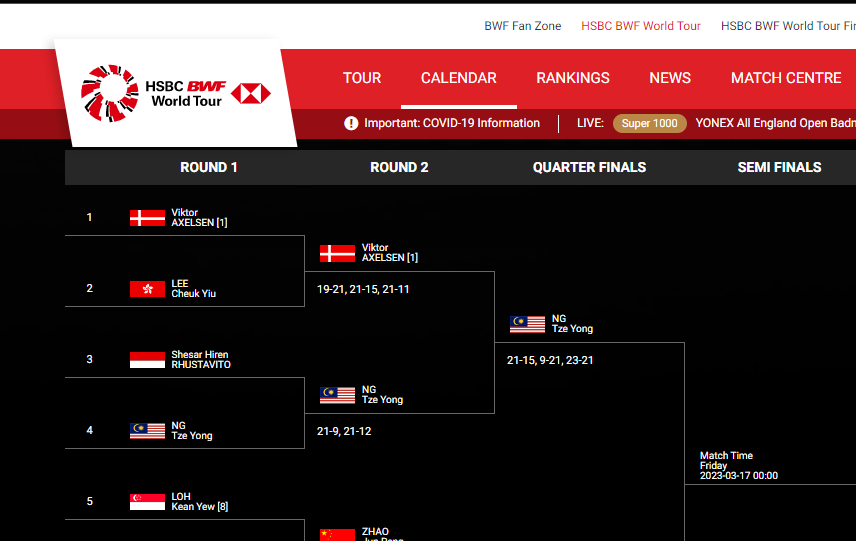 BWF Fan Zone HSBC BWF World Tour HSBC BWF World Tour Fin
HSBC BWF
World Tour
TOUR CALENDAR RANKINGS NEWS MATCH CENTRE
Important: COVID-19 Information LIVE: Super 1000 YONEX All England Open Badm
ROUND 1 ROUND 2 QUARTER FINALS SEMI FINALS
1
Viktor
AXELSEN [1]
Viktor
AXELSEN [1]
2
LEE
Cheuk Yiu
19-21, 21-15, 21-11
NG
Tze Yong
3
Shesar Hiren
RHUSTAVITO
21-15, 9-21, 23-21
NG
Tze Yong
4
NG
Tze Yong
21-9, 21-12
Match Time
Friday
2023-03-17 00:00
5
LOH
Kean Yew [8]
ZHAO